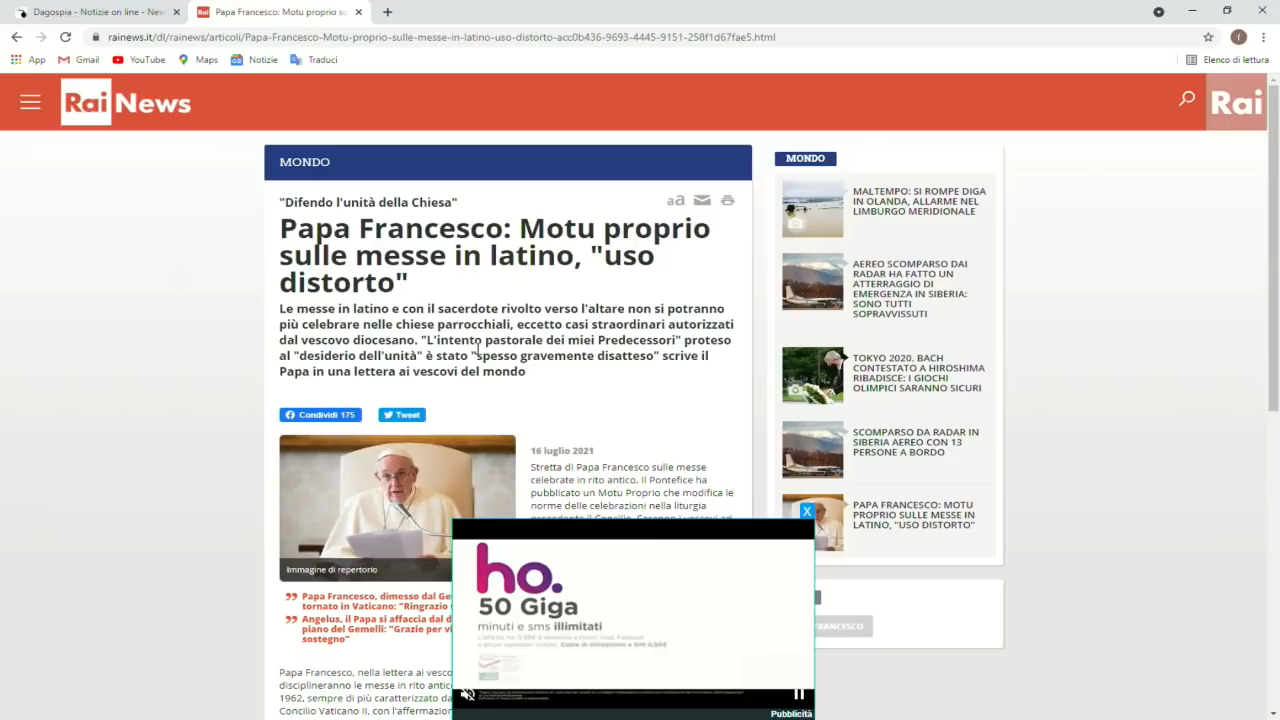 Dagospia - Notizie on line - New
Papa Francesco: Motu proprio su
rainews.it/dl/rainews/articoli/Papa-Francesco-Motu-proprio-sulle-messe-in-latino-uso-distorto-acc0b436-9693-4445-9151-258f1d67fae5.html
App
Gmail
YouTube
Maps
Notizie
Traduci
Elenco di lettura
Rai News
Rai
MONDO
"Difendo l'unità della Chiesa"
aa
Papa Francesco: Motu proprio
sulle messe in latino, "uso
distorto"
Le messe in latino e con il sacerdote rivolto verso l'altare non si potranno
più celebrare nelle chiese parrocchiali, eccetto casi straordinari autorizzati
dal vescovo diocesano. "L'intento pastorale dei miei Predecessori" proteso
al "desiderio dell'unità" è stato "spesso gravemente disatteso" scrive il
Papa in una lettera ai vescovi del mondo
Condividi 175
Tweet
16 luglio 2021
Stretta di Papa Francesco sulle messe
celebrate in rito antico. Il Pontefice ha
pubblicato un Motu Proprio che modifica le
norme delle celebrazioni nella liturgia
Immagine di repertorio
Papa Francesco, dimesso dal Ge
tornato in Vaticano: "Ringrazio
Angelus, il Papa si affaccia dal d
piano del Gemelli: "Grazie per vi
sostegno"
Papa Francesco, nella lettera ai vesco
disciplineranno le messe in rito antic
1962, sempre di più caratterizzato da
Concilio Vaticano II, con l'affermazion
MONDO
MALTEMPO: SI ROMPE DIGA
IN OLANDA, ALLARME NEL
LIMBURGO MERIDIONALE
AEREO SCOMPARSO DAI
RADAR HA FATTO UN
ATTERRAGGIO DI
EMERGENZA IN SIBERIA:
SONO TUTTI
SOPRAVVISSUTI
TOKYO 2020. BACH
CONTESTATO A HIROSHIMA
RIBADISCE: I GIOCHI
OLIMPICI SARANNO SICURI
SCOMPARSO DA RADAR IN
SIBERIA AEREO CON 13
PERSONE A BORDO
PAPA FRANCESCO: MOTU
PROPRIO SULLE MESSE IN
LATINO, "USO DISTORTO"
FRANCESCO
X
ho.
50 Giga
minuti e sms illimitati
Pubblicità